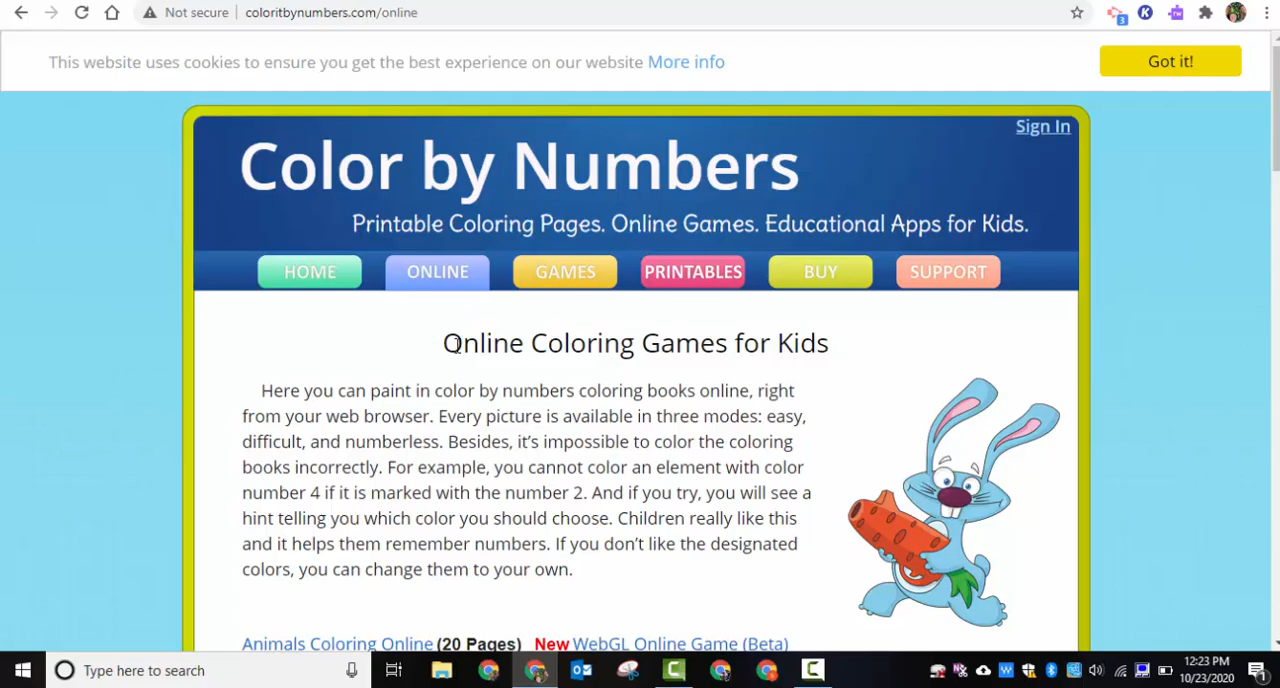 Not secure
coloritbynumbers.com/online
3
This website uses cookies to ensure you get the best experience on our website More info
Got it!
Sign In
Color by Numbers
Printable Coloring Pages. Online Games. Educational Apps for Kids.
HOME ONLINE GAMES PRINTABLES BUY SUPPORT
Online Coloring Games for Kids
Here you can paint in color by numbers coloring books online, right
from your web browser. Every picture is available in three modes: easy,
difficult, and numberless. Besides, it's impossible to color the coloring
books incorrectly. For example, you cannot color an element with color
number 4 if it is marked with the number 2. And if you try, you will see a
hint telling you which color you should choose. Children really like this
and it helps them remember numbers. If you don't like the designated
colors, you can change them to your own.
Animals Coloring Online (20 Pages) New WebGL Online Game (Beta)
Type here to search
12:23 PM
10/23/2020